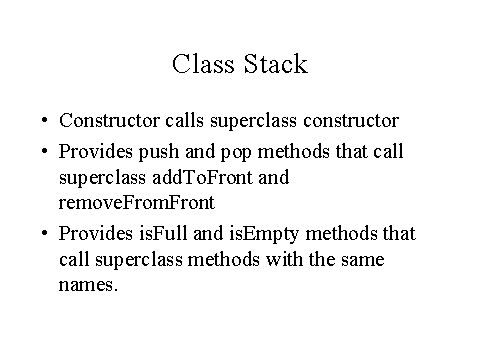 Class Stack
• Constructor calls superclass constructor
• Provides push and pop methods that call
superclass addToFront and
removeFromFront
• Provides isFull and isEmpty methods that
call superclass methods with the same
names.